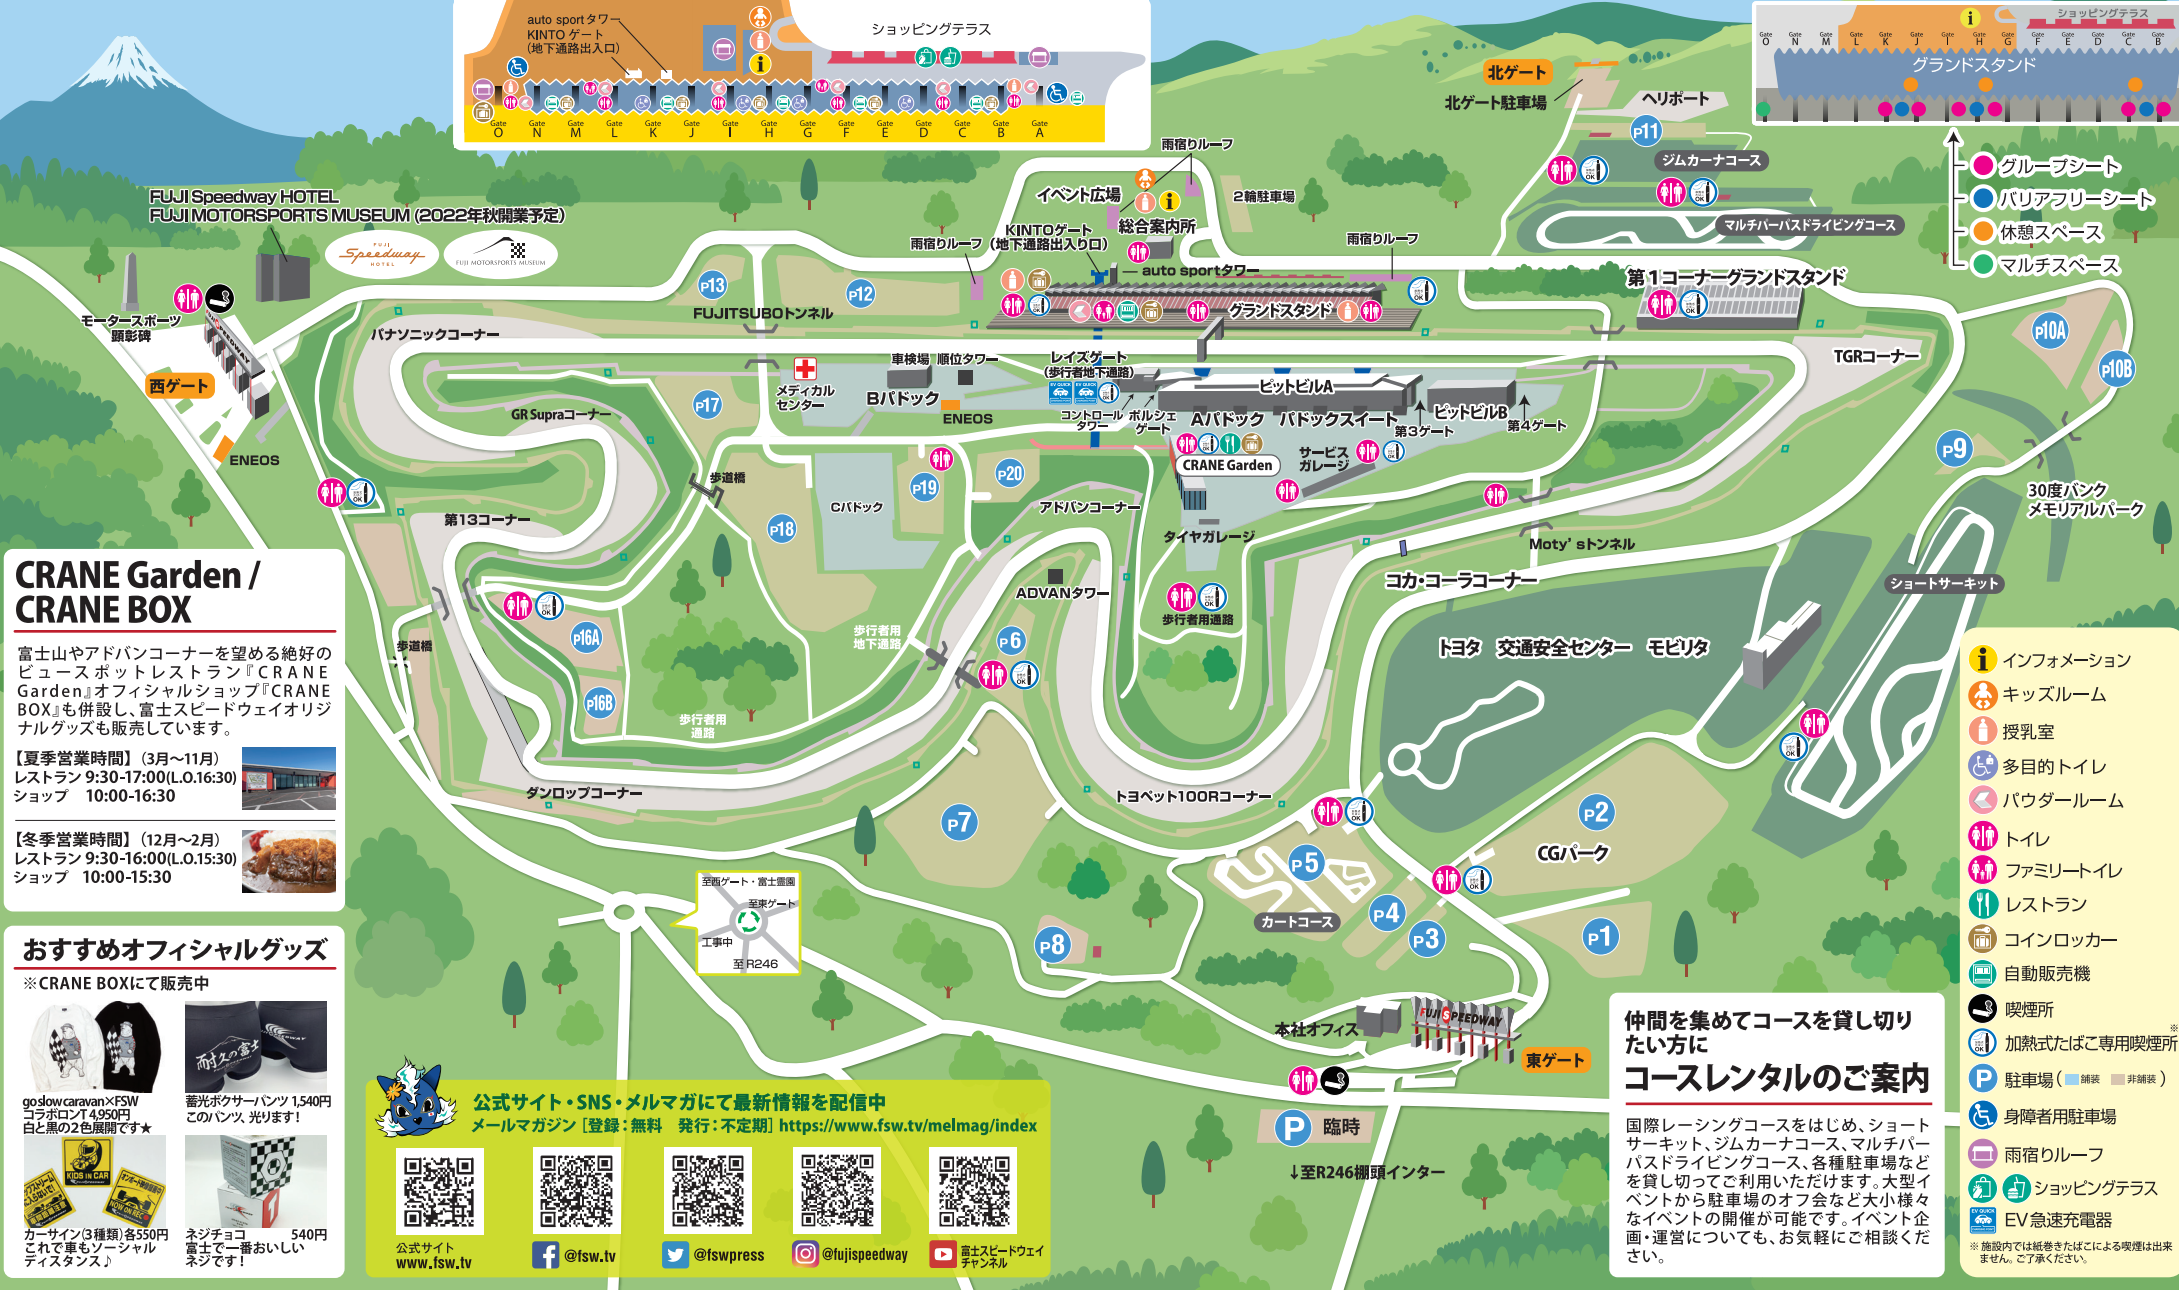 auto sportタワー
KINTO ゲート
(地下通路出入口)
ショッピングテラス
Gate O
Gate N
Gate M
Gate L
Gate K
Gate J
Gate I
Gate H
Gate G
Gate F
Gate E
Gate D
Gate C
Gate B
Gate A
ショッピングテラス
Gate O
Gate N
Gate M
Gate L
Gate K
Gate J
Gate I
Gate H
Gate G
Gate F
Gate E
Gate D
Gate C
Gate B
グランドスタンド
グループシート
バリアフリーシート
休憩スペース
マルチスペース
北ゲート
北ゲート駐車場
ヘリポート
P11
ジムカーナコース
マルチパーパスドライビングコース
FUJI Speedway HOTEL
FUJI MOTORSPORTS MUSEUM (2022年秋開業予定)
FUJI
Speedway
HOTEL
FUJI MOTORSPORTS MUSEUM
モータースポーツ
顕彰碑
西ゲート
ENEOS
雨宿りルーフ
イベント広場
2輪駐車場
総合案内所
KINTOゲート
(地下通路出入り口)
雨宿りルーフ
雨宿りルーフ
auto sportタワー
第1コーナーグランドスタンド
グランドスタンド
P13
P12
FUJITSUBOトンネル
パナソニックコーナー
TGRコーナー
P10A
P10B
P9
30度バンク
メモリアルパーク
車検場
順位タワー
レイズゲート
(歩行者地下通路)
メディカル
センター
Bパドック
ENEOS
コントロール
タワー
ポルシェ
ゲート
ピットビルA
Aパドック
パドックスイート
ピットビルB
第3ゲート
第4ゲート
GR Supraコーナー
P17
CRANE Garden
サービス
ガレージ
歩道橋
P19
P20
Cパドック
P18
アドバンコーナー
タイヤガレージ
第13コーナー
Moty'sトンネル
コカ・コーラコーナー
ショートサーキット
ADVANタワー
歩行者用通路
歩行者用
地下通路
P6
P16A
P16B
歩道橋
歩行者用
通路
トヨタ 交通安全センター モビリタ
ダンロップコーナー
トヨペット100Rコーナー
P7
P2
CGパーク
P5
カートコース
P4
P3
P1
P8
至西ゲート・富士霊園
至東ゲート
工事中
至 R246
本社オフィス
FUJI SPEEDWAY
東ゲート
P 臨時
↓至R246棚頭インター
CRANE Garden /
CRANE BOX
富士山やアドバンコーナーを望める絶好の
ビュースポットレストラン『CRANE
Garden』オフィシャルショップ『CRANE
BOX』も併設し、富士スピードウェイオリジ
ナルグッズも販売しています。
【夏季営業時間】(3月〜11月)
レストラン 9:30-17:00(L.O.16:30)
ショップ 10:00-16:30
【冬季営業時間】(12月〜2月)
レストラン 9:30-16:00(L.O.15:30)
ショップ 10:00-15:30
おすすめオフィシャルグッズ
※CRANE BOXにて販売中
go slow caravan×FSW
コラボロンT 4,950円
白と黒の2色展開です★
耐久の富士
蓄光ボクサーパンツ 1,540円
このパンツ、光ります！
KIDS IN CAR
NOW ON REC
カーサイン(3種類)各550円
これで車もソーシャル
ディスタンス♪
ネジチョコ 540円
富士で一番おいしい
ネジです！
公式サイト・SNS・メルマガにて最新情報を配信中
メールマガジン［登録：無料 発行：不定期］https://www.fsw.tv/melmag/index
公式サイト
www.fsw.tv
@fsw.tv
@fswpress
@fujispeedway
富士スピードウェイ
チャンネル
仲間を集めてコースを貸し切り
たい方に
コースレンタルのご案内
国際レーシングコースをはじめ、ショート
サーキット、ジムカーナコース、マルチパー
パスドライビングコース、各種駐車場など
を貸し切ってご利用いただけます。大型イ
ベントから駐車場のオフ会など大小様々
なイベントの開催が可能です。イベント企
画・運営についても、お気軽にご相談くだ
さい。
インフォメーション
キッズルーム
授乳室
多目的トイレ
パウダールーム
トイレ
ファミリートイレ
レストラン
コインロッカー
自動販売機
喫煙所
加熱式たばこ専用喫煙所※
駐車場(舗装 非舗装)
身障者用駐車場
雨宿りルーフ
ショッピングテラス
EV QUICK
EV急速充電器
※ 施設内では紙巻きたばこによる喫煙は出来
ません。ご了承ください。